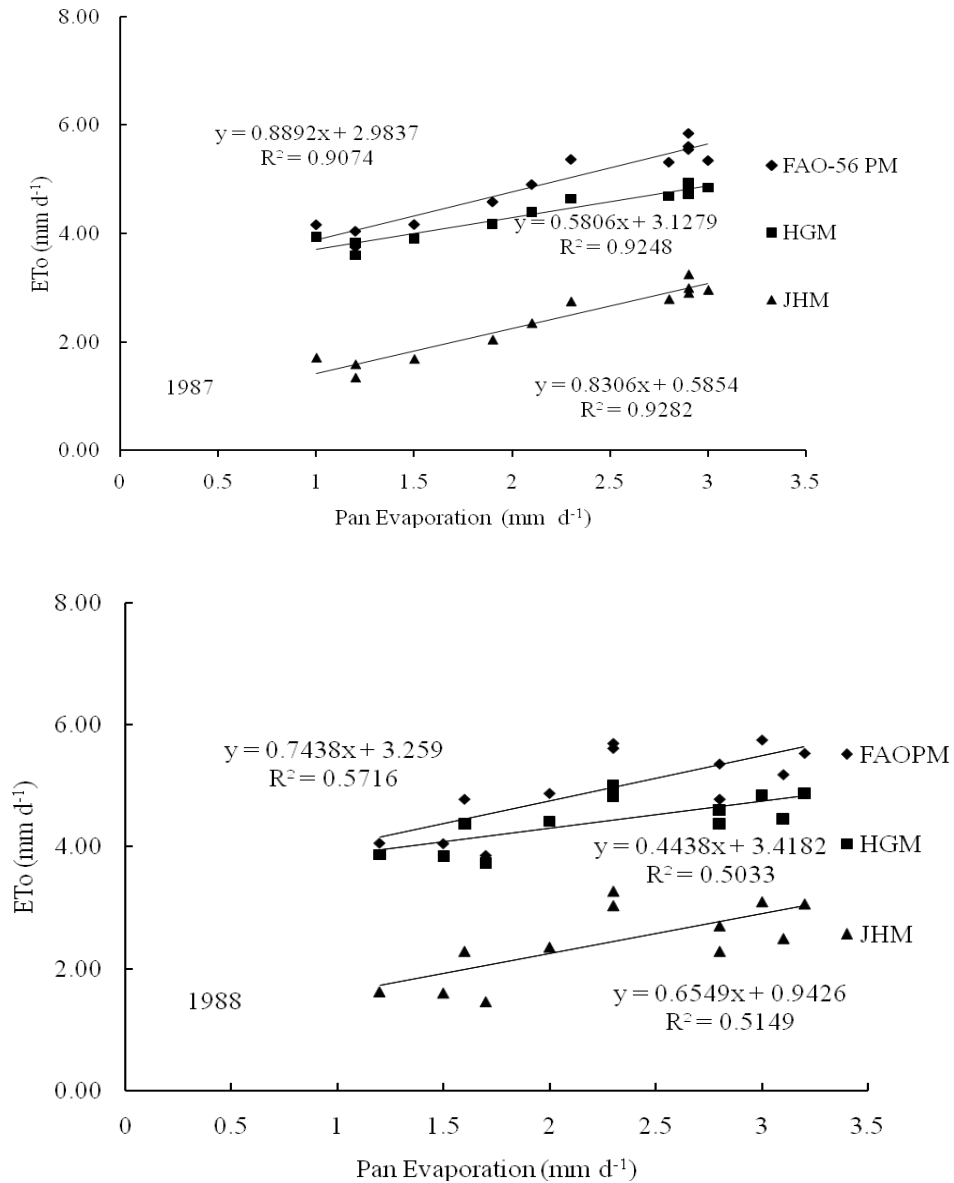 8.00
6.00
4.00
2.00
0.00
ETo (mm d-1)
y = 0.8892x + 2.9837
R² = 0.9074
y = 0.5806x + 3.1279
R² = 0.9248
y = 0.8306x + 0.5854
R² = 0.9282
1987
FAO-56 PM
HGM
JHM
0 0.5 1 1.5 2 2.5 3 3.5
Pan Evaporation (mm d-1)
8.00
6.00
4.00
2.00
0.00
ETo (mm d-1)
y = 0.7438x + 3.259
R² = 0.5716
y = 0.4438x + 3.4182
R² = 0.5033
y = 0.6549x + 0.9426
R² = 0.5149
1988
FAOPM
HGM
JHM
0 0.5 1 1.5 2 2.5 3 3.5
Pan Evaporation (mm d-1)